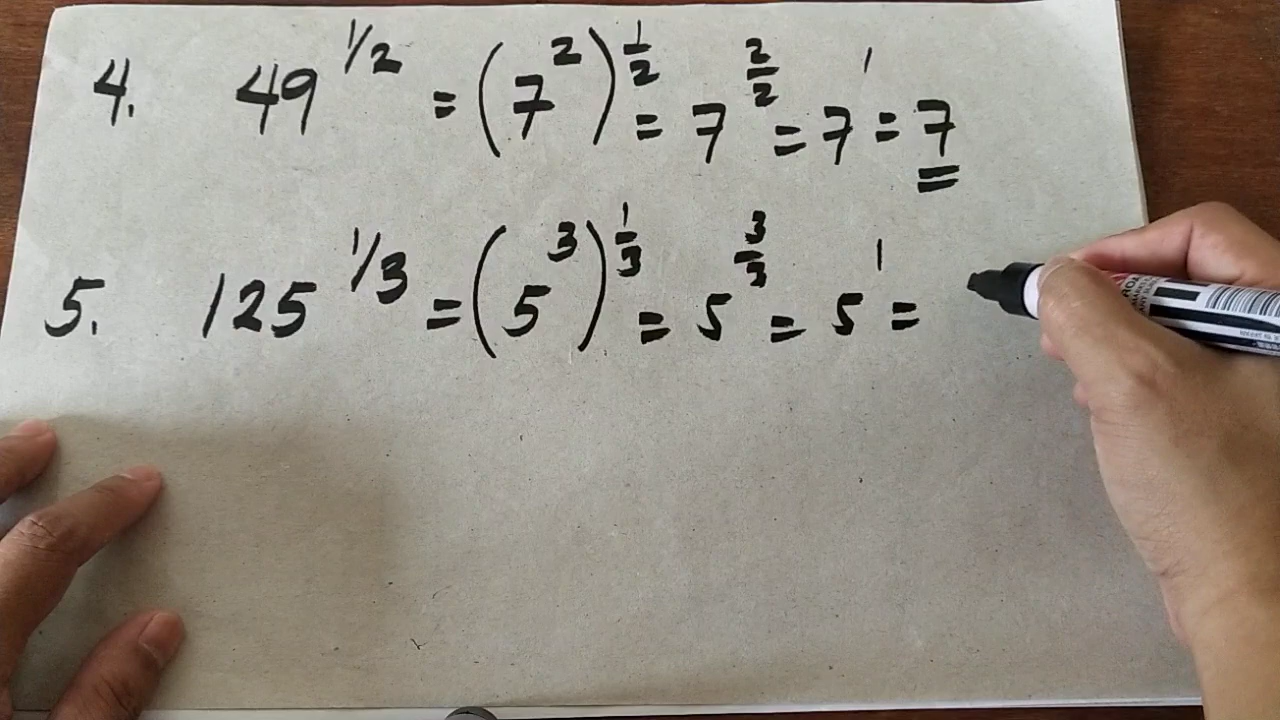 4. 49^1/2 = (7^2)^1/2 = 7^2/2 = 7^1 = 7
5. 125^1/3 = (5^3)^1/3 = 5^3/3 = 5^1 =